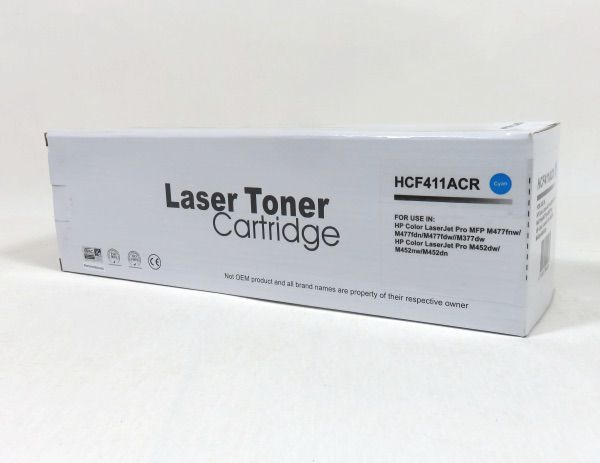 Laser Toner
Cartridge
HCF411ACR
Cyan
FOR USE IN:
HP Color LaserJet Pro MFP M477fnw/
M477fdn/M477fdw//M377dw
HP Color LaserJet Pro M452dw/
M452nw/M452dn
Not OEM product and all brand names are property of their respective owner
HCF411ACR